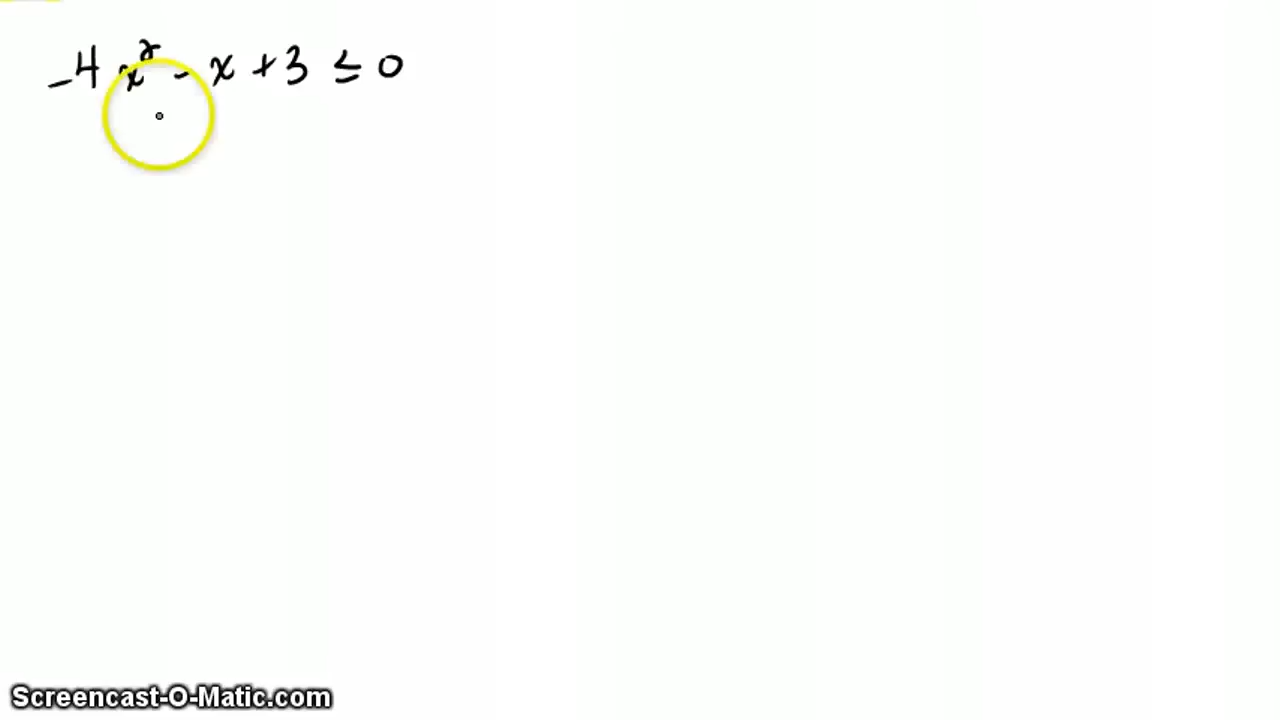 -4x² - x + 3 ≤ 0
Screencast-O-Matic.com